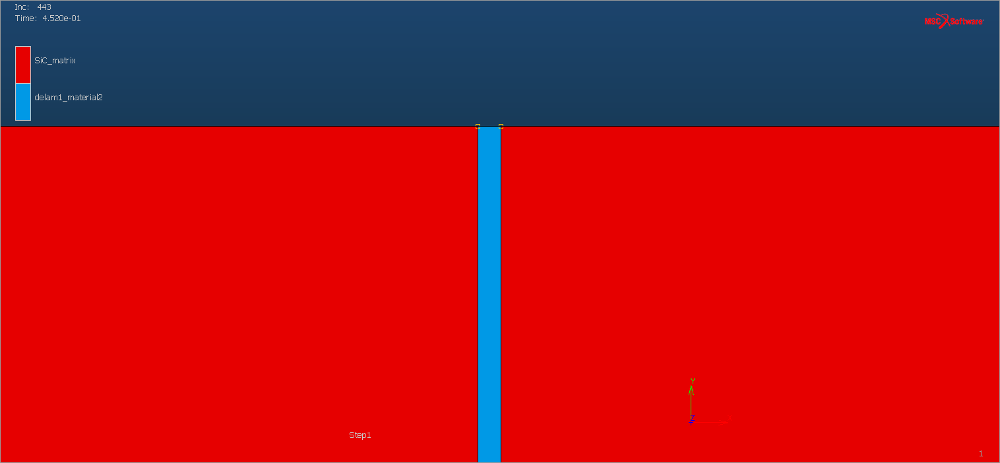 Inc: 443
Time: 4.520e-01
MSC Software
SiC_matrix
delam1_material2
Y
Z
X
Step1
1